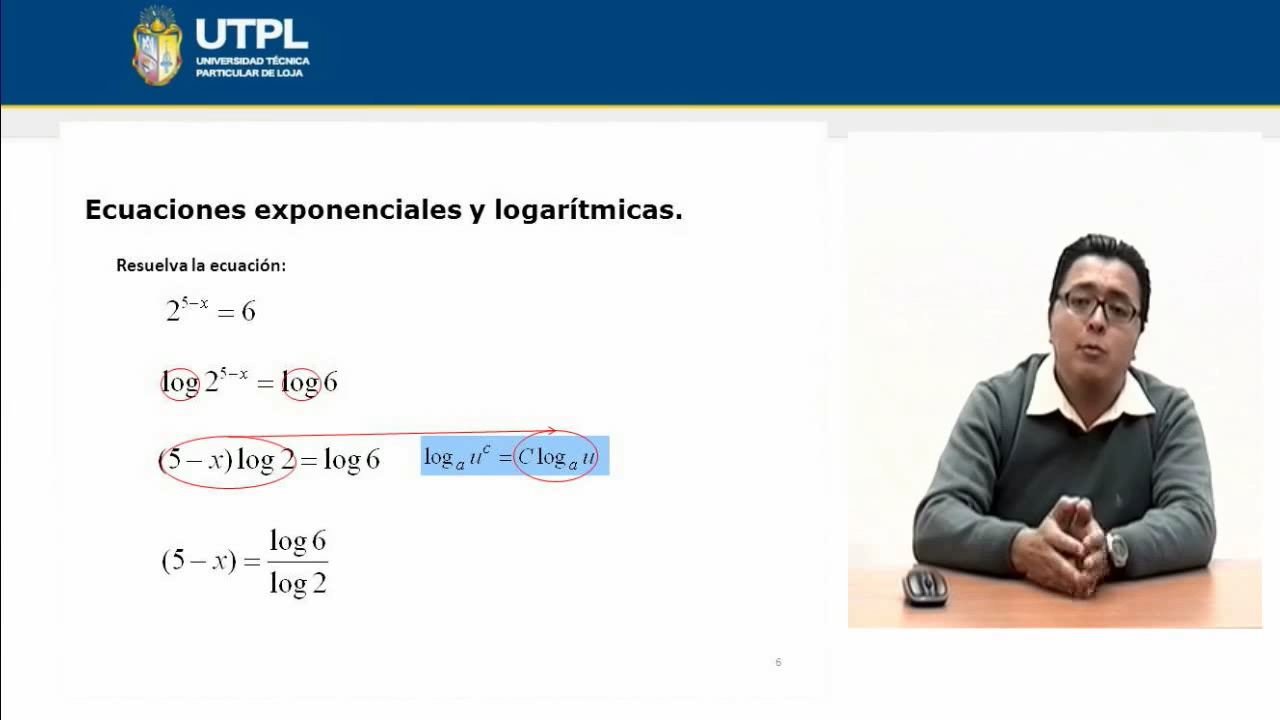 UTPL
UNIVERSIDAD TÉCNICA
PARTICULAR DE LOJA
Ecuaciones exponenciales y logarítmicas.
Resuelva la ecuación:
2^{5-x} = 6
log 2^{5-x} = log 6
(5 − x) log 2 = log 6
log_a u^c = C log_a u
(5 − x) = \frac{log 6}{log 2}
6